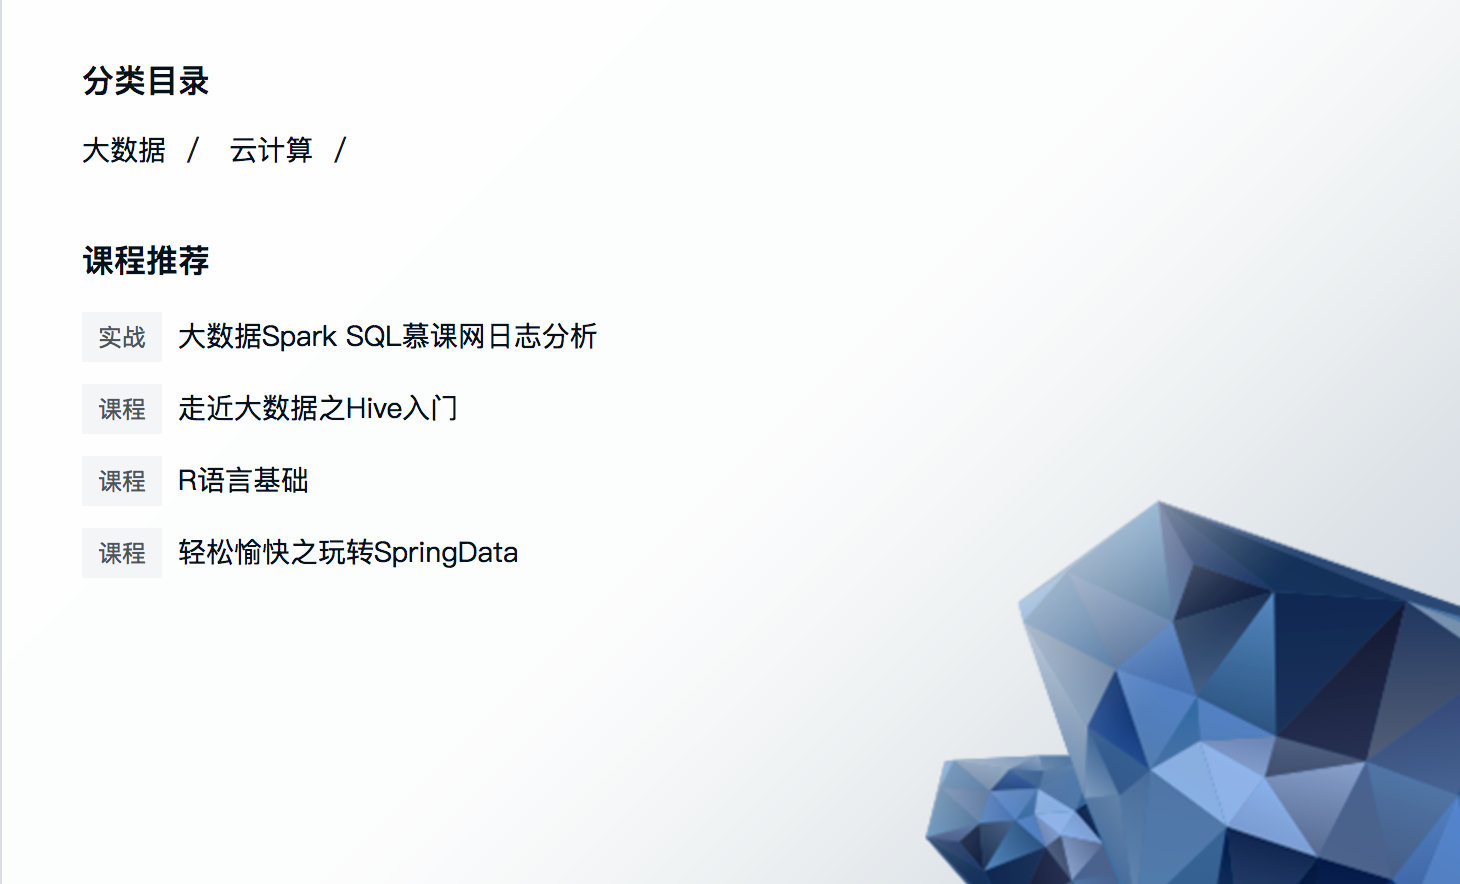 分类目录
大数据 / 云计算 /
课程推荐
实战 大数据Spark SQL慕课网日志分析
课程 走近大数据之Hive入门
课程 R语言基础
课程 轻松愉快之玩转SpringData